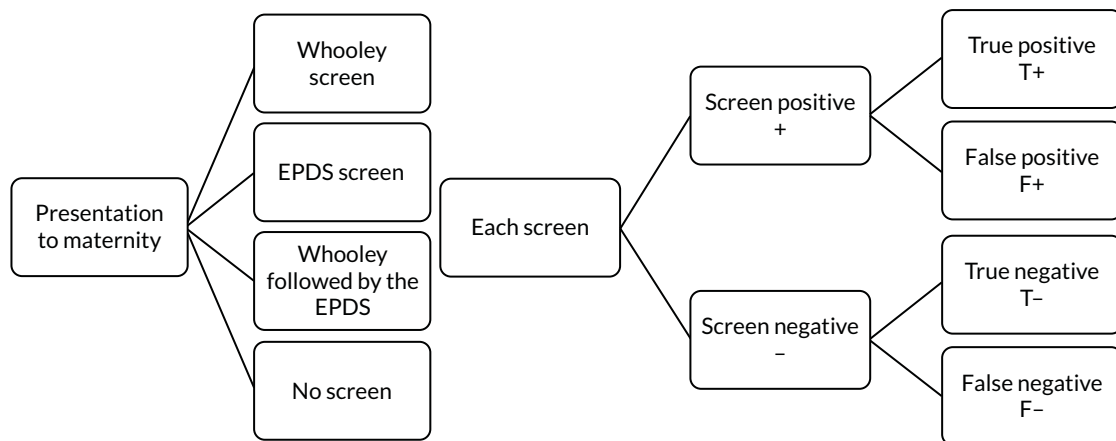 Presentation
to maternity
Whooley
screen
EPDS screen
Whooley
followed by the
EPDS
No screen
Each screen
Screen positive
+
Screen negative
–
True positive
T+
False positive
F+
True negative
T–
False negative
F–